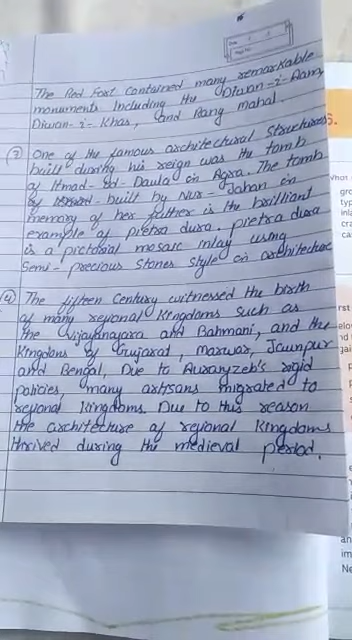 The Red Fort contained many remarkable
monuments Including the Diwan-i-Aam,
Diwan-i-Khas, and Rang mahal.
(3) One of the famous architectural Structures
built during his reign was the tomb
of Itmad-ud-Daula in Agra. The tomb
by built by Nur-Jahan in
memory of her father is the brilliant
example of pietra dura. pietra dura
is a pictorial mosaic inlay using
Semi-precious Stones Style on architecture
(4) The fifteen Century witnessed the birth
of many regional Kingdoms Such as
the Vijayanagara and Bahmani, and the
Kingdoms of Gujarat, Marwar, Jaunpur
and Bengal, Due to Auranyzeb's rigid
policies, many artisans migrated to
regional Kingdoms. Due to this reason
the architecture of regional Kingdoms
thrived during the medieval period.